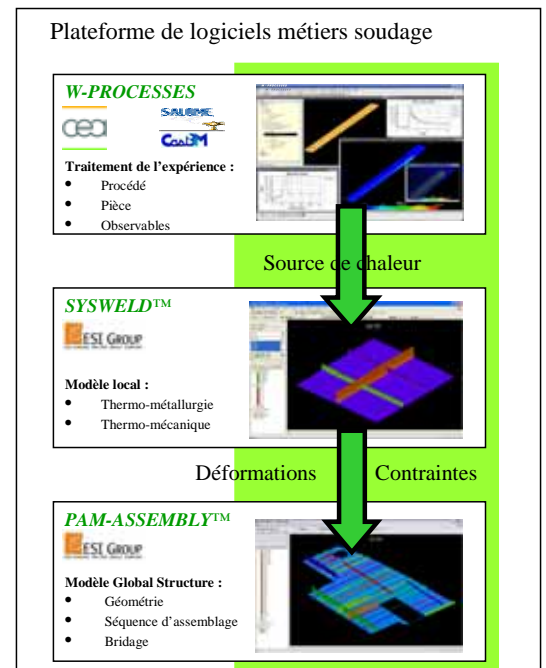 Plateforme de logiciels métiers soudage
W-PROCESSES
cea
SALOME
Cast3M
Traitement de l'expérience :
• Procédé
• Pièce
• Observables
Source de chaleur
SYSWELD™
ESI GROUP
Modèle local :
• Thermo-métallurgie
• Thermo-mécanique
Déformations Contraintes
PAM-ASSEMBLY™
ESI GROUP
Modèle Global Structure :
• Géométrie
• Séquence d'assemblage
• Bridage